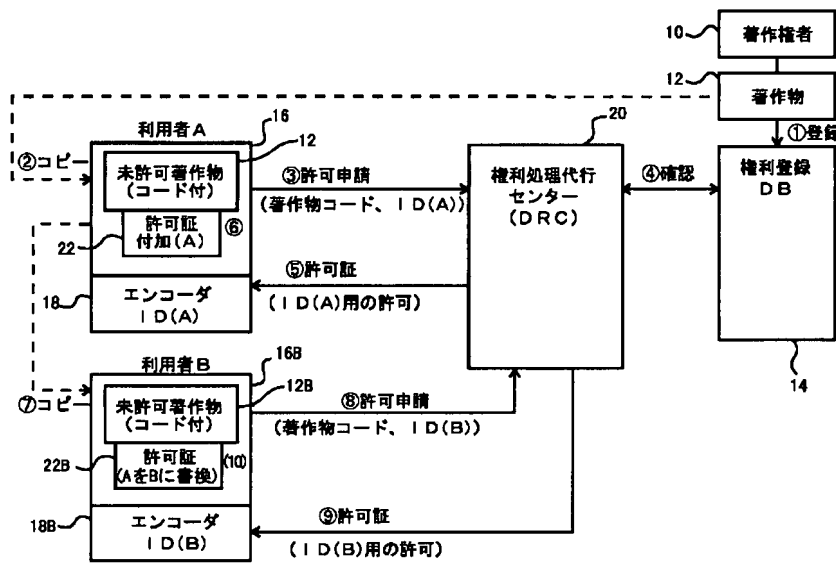 10
著作権者
12
著作物
①登録
20
利用者A
16
12
②コピー
未許可著作物
(コード付)
③許可申請
(著作物コード、ID(A))
権利処理代行
センター
(DRC)
④確認
権利登録
DB
22
許可証
付加(A)
⑥
⑤許可証
(ID(A)用の許可)
18
エンコーダ
ID(A)
14
利用者B
16B
12B
⑦コピー
未許可著作物
(コード付)
⑧許可申請
(著作物コード、ID(B))
22B
許可証
(AをBに書換)
(10)
18B
エンコーダ
ID(B)
⑨許可証
(ID(B)用の許可)